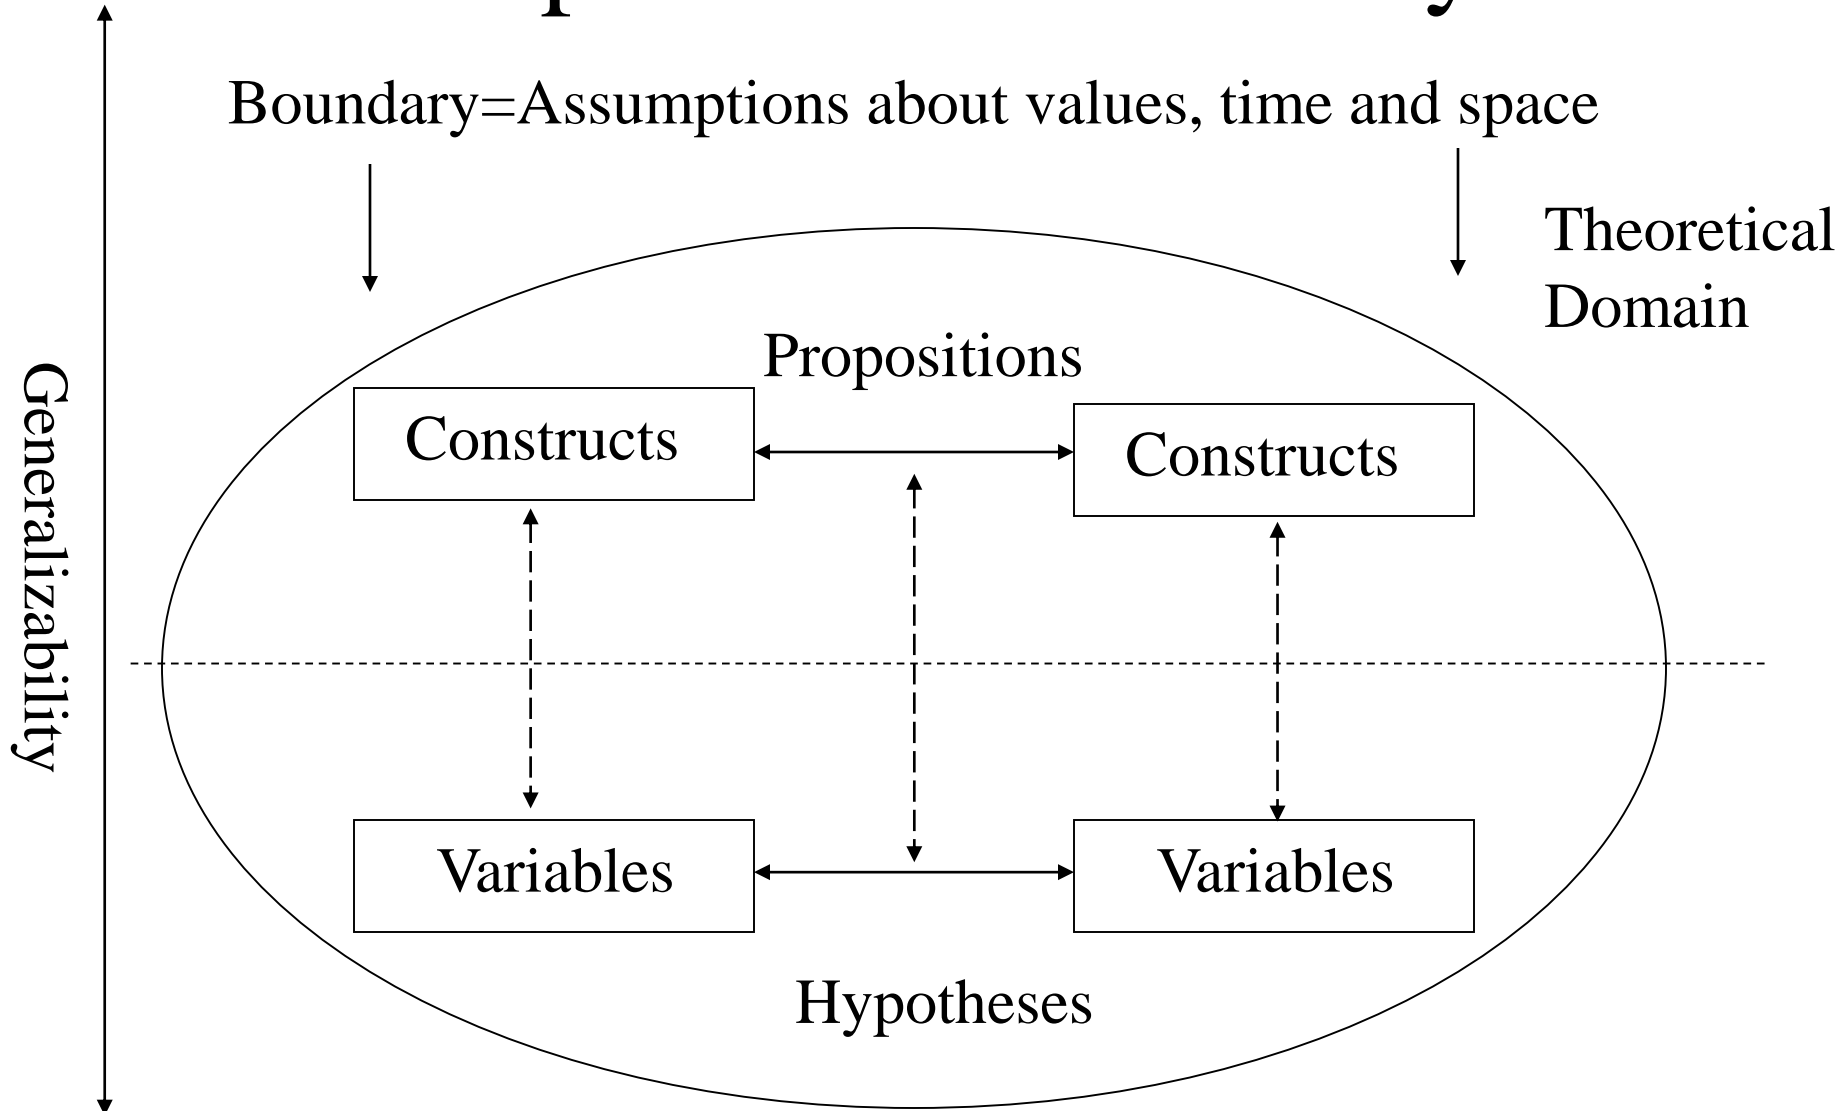 Boundary=Assumptions about values, time and space
Theoretical
Domain
Propositions
Constructs
Constructs
Generalizability
Variables
Variables
Hypotheses